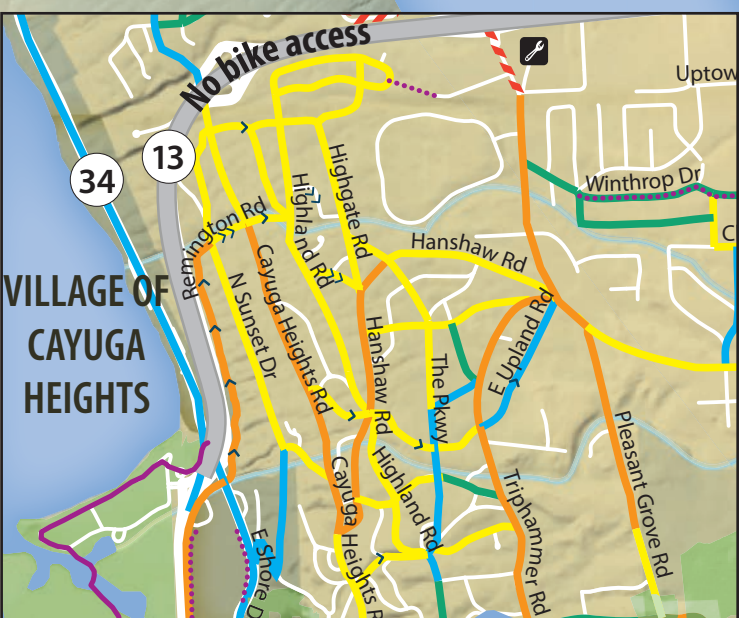 No bike access
Uptow
13
34
Winthrop Dr
Highgate Rd
Highland Rd
Remington Rd
Hanshaw Rd
C
VILLAGE OF
CAYUGA
HEIGHTS
N Sunset Dr
Cayuga Heights Rd
Hanshaw Rd
The Pkwy
E Upland Rd
Pleasant Grove Rd
Highland Rd
Cayuga Heights R
Triphammer Rd
E Shore D